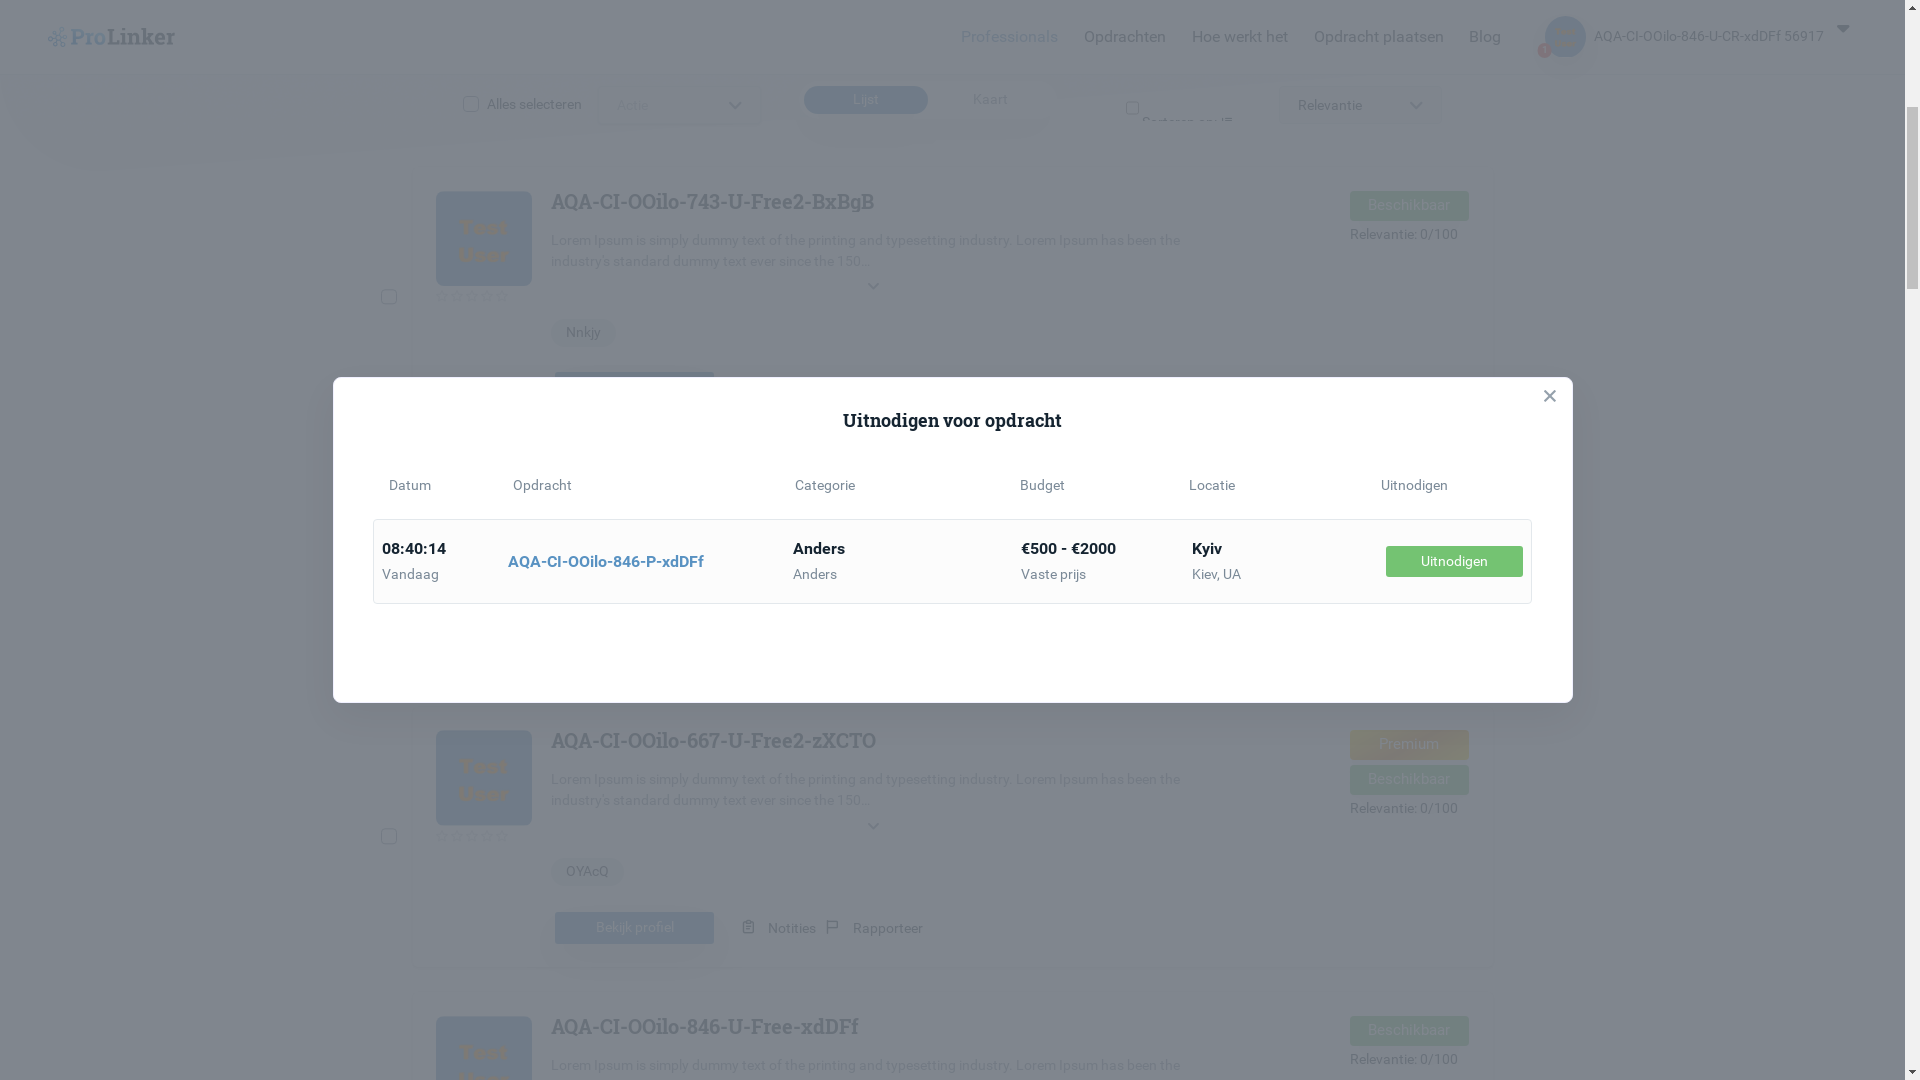 ProLinker
Professionals Opdrachten Hoe werkt het Opdracht plaatsen Blog
1 AQA-CI-OOilo-846-U-CR-xdDFf 56917
Alles selecteren Actie Lijst Kaart Relevantie
AQA-CI-OOilo-743-U-Free2-BxBgB Beschikbaar
Relevantie: 0/100
Test
User
Lorem Ipsum is simply dummy text of the printing and typesetting industry. Lorem Ipsum has been the
industry's standard dummy text ever since the 150...
Nnkjy
Uitnodigen voor opdracht
Datum Opdracht Categorie Budget Locatie Uitnodigen
08:40:14 AQA-CI-OOilo-846-P-xdDFf Anders €500 - €2000 Kyiv Uitnodigen
Vandaag Anders Vaste prijs Kiev, UA
AQA-CI-OOilo-667-U-Free2-zXCTO Premium
Beschikbaar
Relevantie: 0/100
Test
User
Lorem Ipsum is simply dummy text of the printing and typesetting industry. Lorem Ipsum has been the
industry's standard dummy text ever since the 150...
OYAcQ
Bekijk profiel Notities Rapporteer
AQA-CI-OOilo-846-U-Free-xdDFf Beschikbaar
Relevantie: 0/100
Test
Lorem Ipsum is simply dummy text of the printing and typesetting industry. Lorem Ipsum has been the